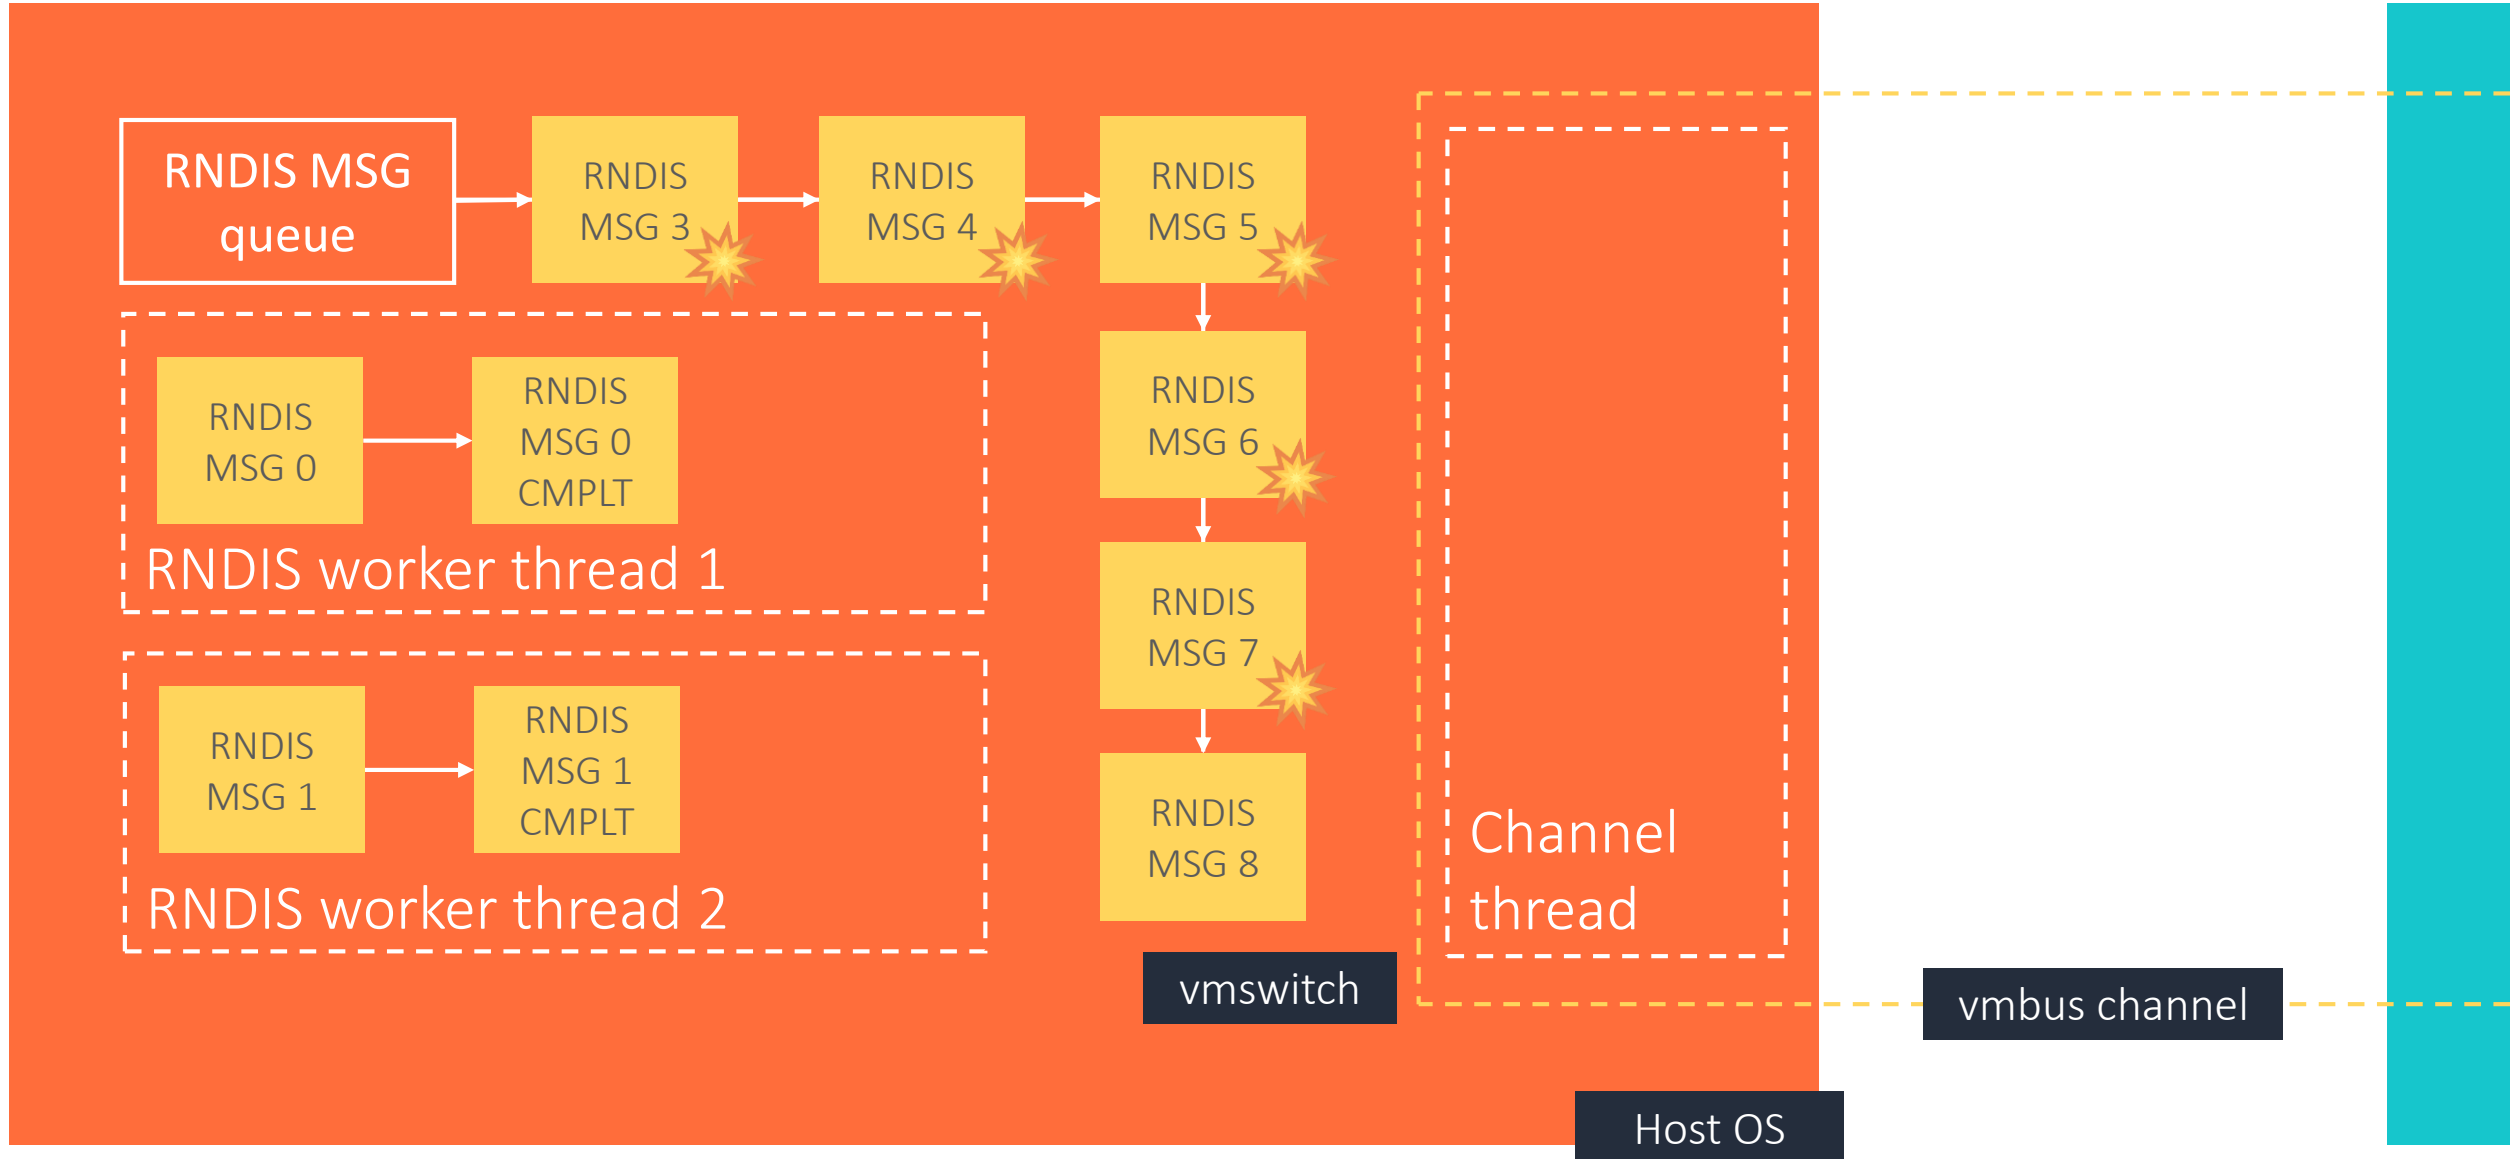 RNDIS MSG
queue
RNDIS
MSG 3
RNDIS
MSG 4
RNDIS
MSG 5
RNDIS
MSG 6
RNDIS
MSG 7
RNDIS
MSG 8
RNDIS
MSG 0
RNDIS
MSG 0
CMPLT
RNDIS worker thread 1
RNDIS
MSG 1
RNDIS
MSG 1
CMPLT
RNDIS worker thread 2
Channel
thread
vmswitch
vmbus channel
Host OS